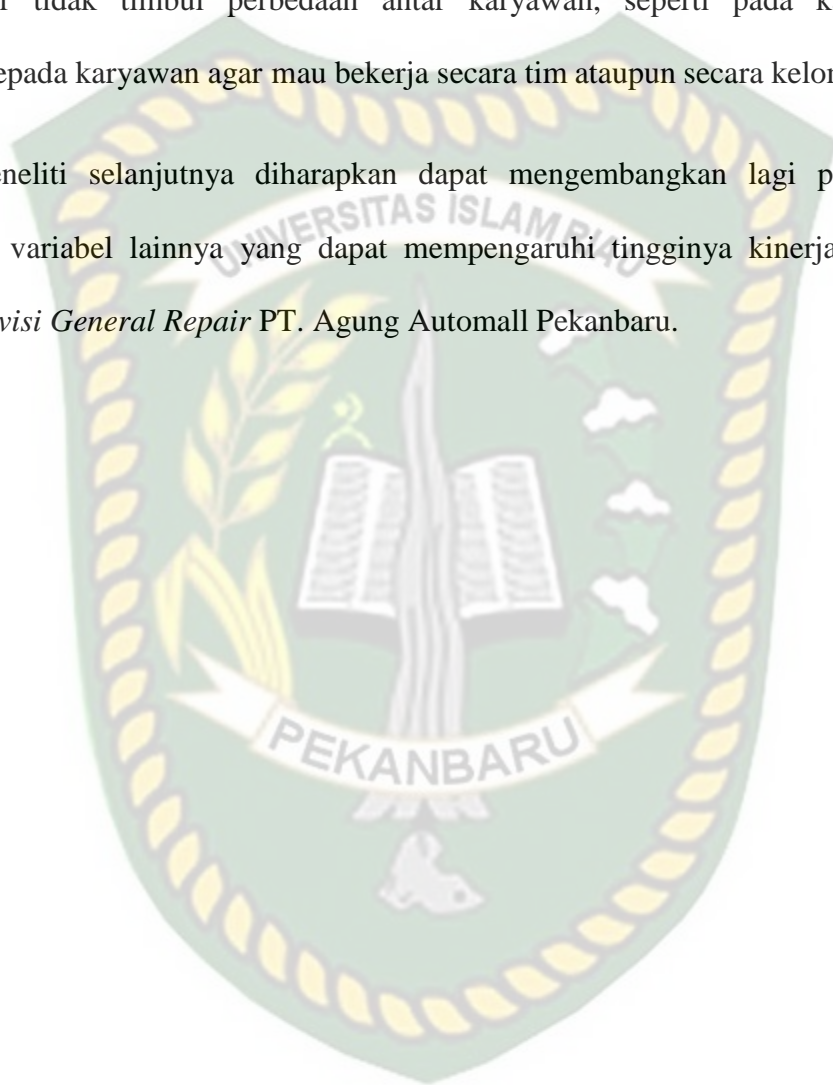 tidak timbul perbedaan antar karyawan, seperti pada
epada karyawan agar mau bekerja secara tim ataupun secara kelo
eneliti selanjutnya diharapkan dapat mengembangkan lagi p
variabel lainnya yang dapat mempengaruhi tingginya kinerja
visi General Repair PT. Agung Automall Pekanbaru.
UNIVERSITAS ISLAM RIAU
PEKANBARU